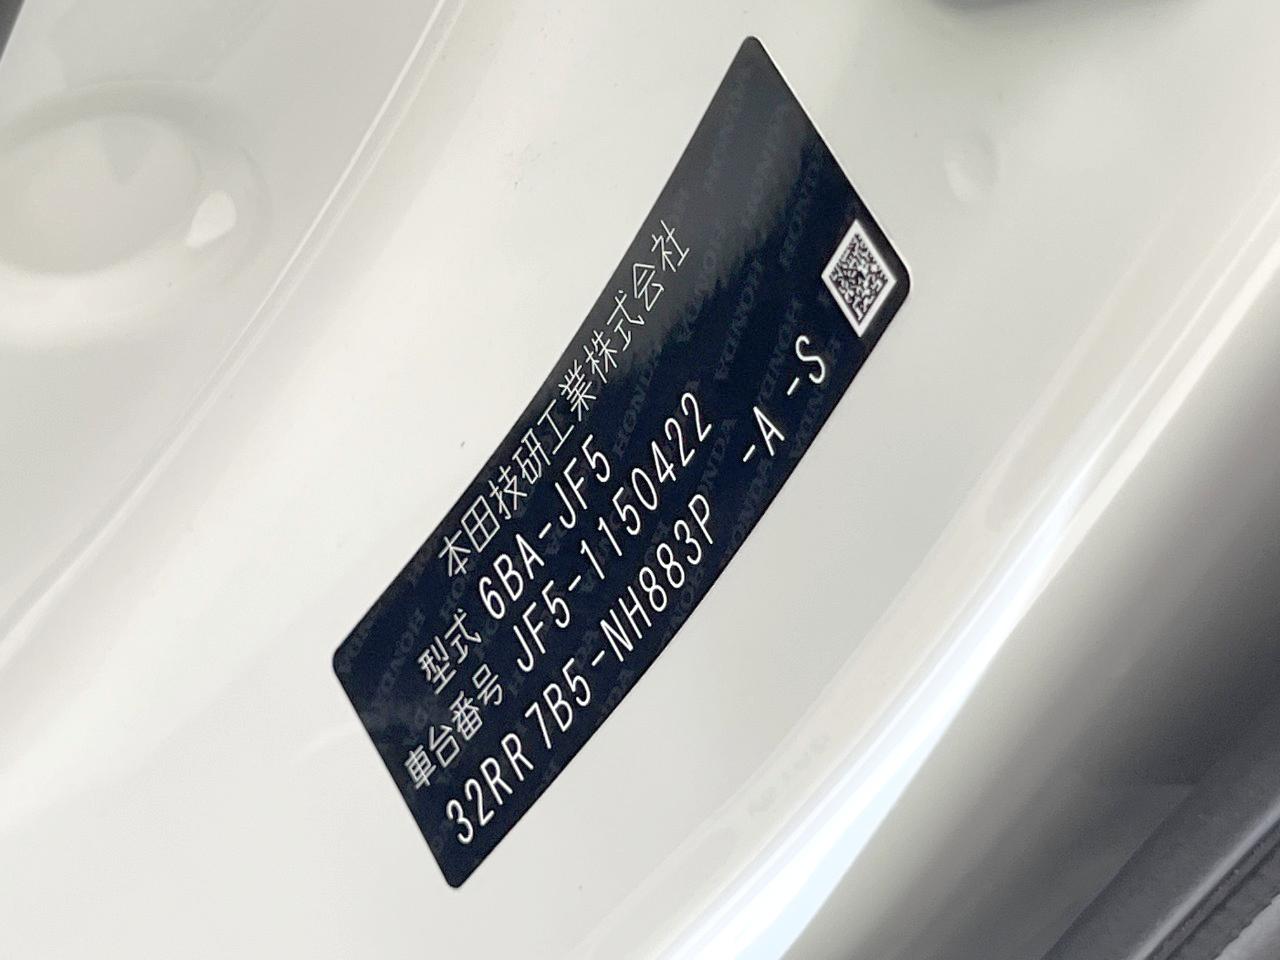 本田技研工業株式会社
型式 6BA-JF5
車台番号 JF5-1150422
32RR 7B5-NH883P -A -S